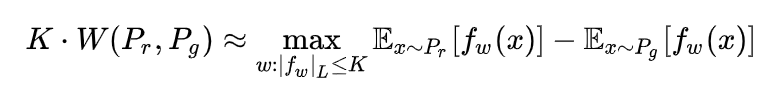 K · W(P_r, P_g) ≈ max_{w:|f_w|_L≤K} 𝔼_{x∼P_r}[f_w(x)] − 𝔼_{x∼P_g}[f_w(x)]